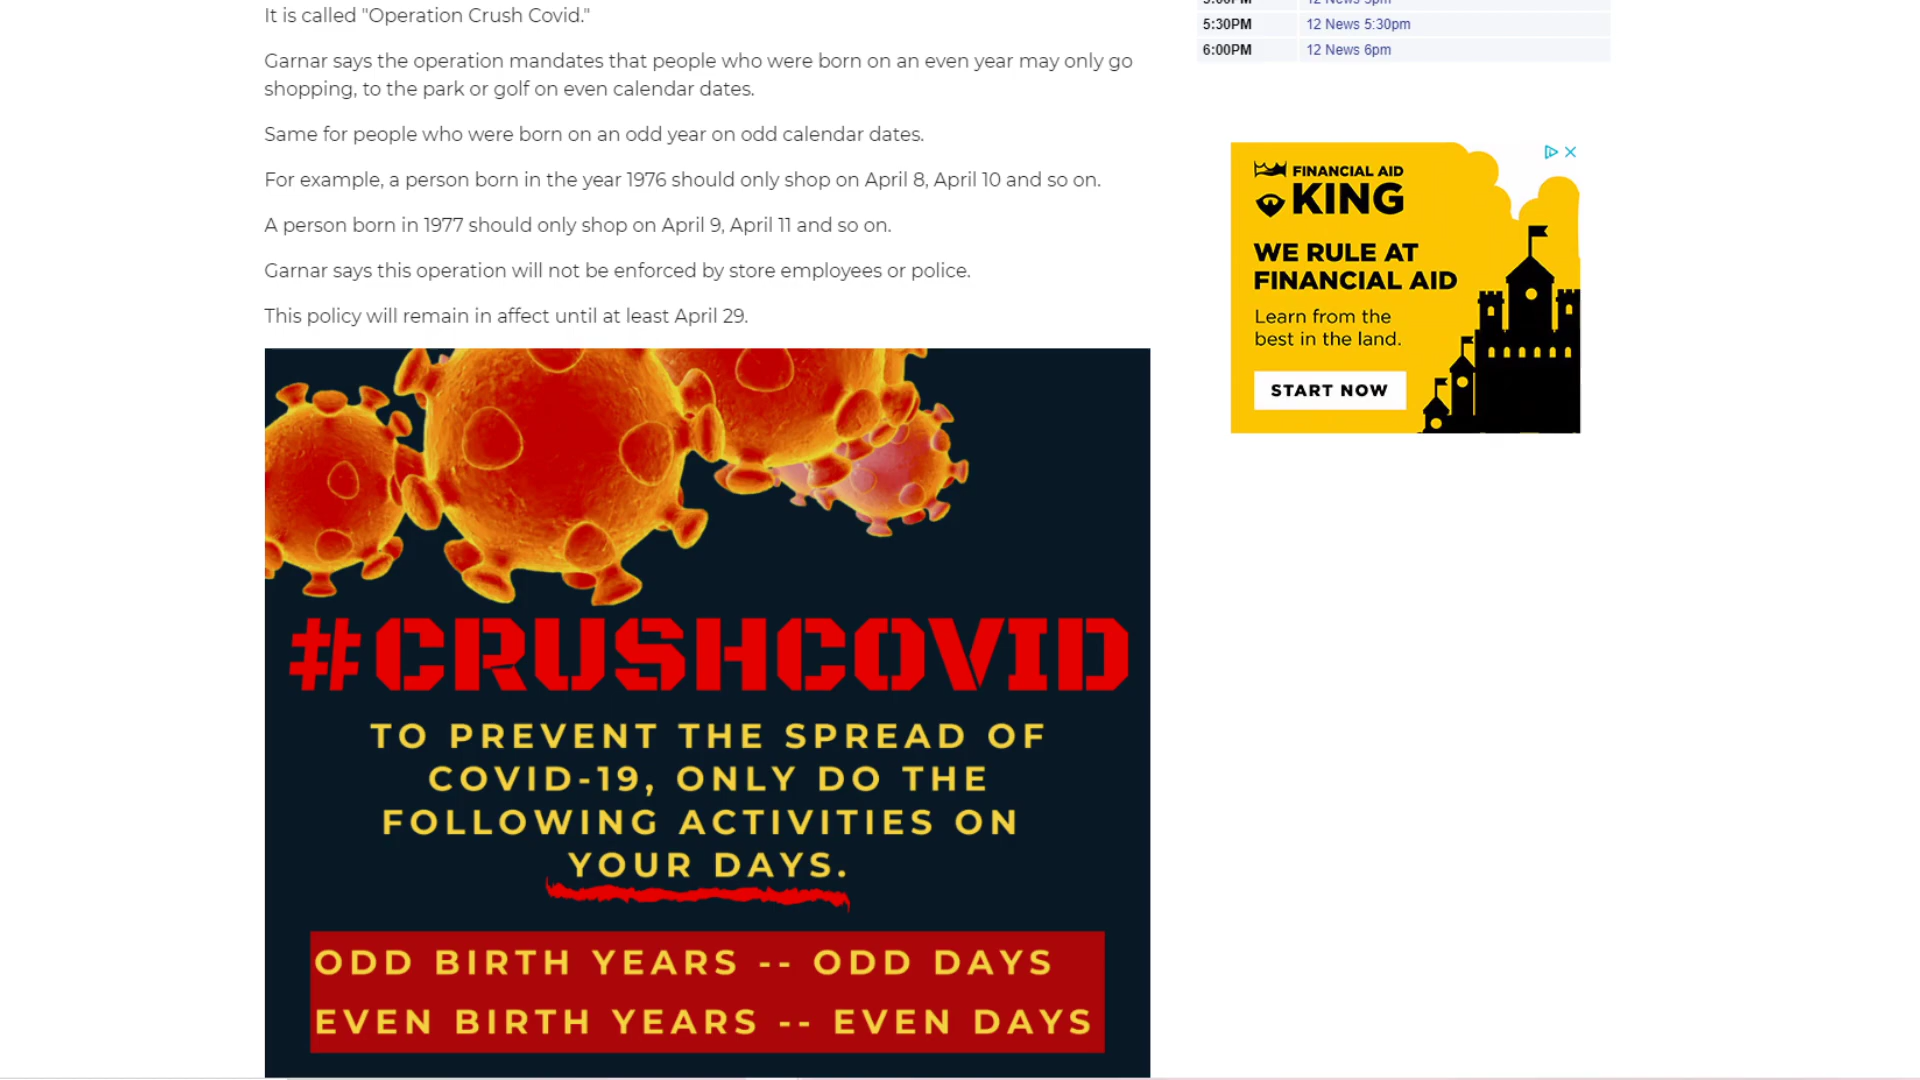 It is called "Operation Crush Covid."
Garnar says the operation mandates that people who were born on an even year may only go
shopping, to the park or golf on even calendar dates.
Same for people who were born on an odd year on odd calendar dates.
For example, a person born in the year 1976 should only shop on April 8, April 10 and so on.
A person born in 1977 should only shop on April 9, April 11 and so on.
Garnar says this operation will not be enforced by store employees or police.
This policy will remain in affect until at least April 29.
#CRUSHCOVID
TO PREVENT THE SPREAD OF
COVID-19, ONLY DO THE
FOLLOWING ACTIVITIES ON
YOUR DAYS.
ODD BIRTH YEARS -- ODD DAYS
EVEN BIRTH YEARS -- EVEN DAYS
5:00PM 12 News 5pm
5:30PM 12 News 5:30pm
6:00PM 12 News 6pm
FINANCIAL AID
KING
WE RULE AT
FINANCIAL AID
Learn from the
best in the land.
START NOW